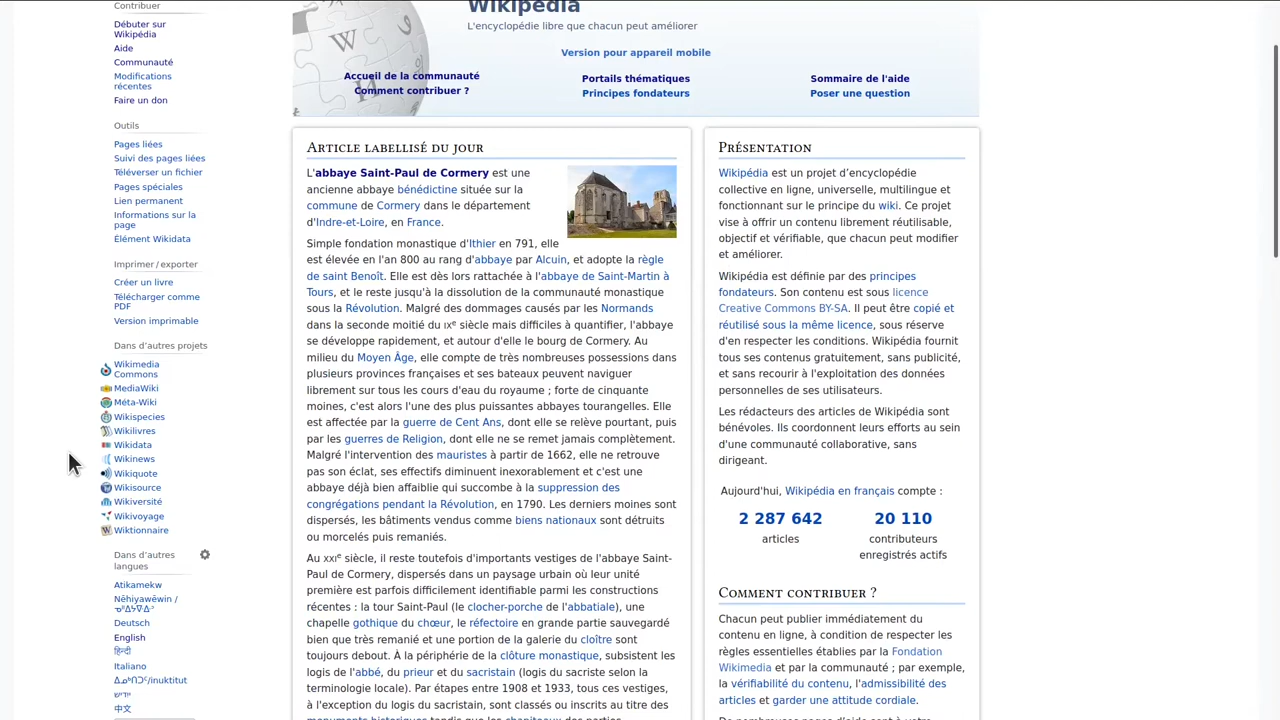 Contribuer
Débuter sur
Wikipédia
Aide
Communauté
Modifications
récentes
Faire un don
Outils
Pages liées
Suivi des pages liées
Téléverser un fichier
Pages spéciales
Lien permanent
Informations sur la
page
Élément Wikidata
Imprimer / exporter
Créer un livre
Télécharger comme
PDF
Version imprimable
Dans d'autres projets
Wikimedia
Commons
MediaWiki
Méta-Wiki
Wikispecies
Wikilivres
Wikidata
Wikinews
Wikiquote
Wikisource
Wikiversité
Wikivoyage
Wiktionnaire
Dans d'autres
langues
Atikamekw
Nēhiyawēwin /
ᓀᐦᐃᔭᐍᐏᐣ
Deutsch
English
हिन्दी
Italiano
ᐃᓄᒃᑎᑐᑦ/inuktitut
ייִדיש
中文
Wikipédia
L'encyclopédie libre que chacun peut améliorer
Version pour appareil mobile
Accueil de la communauté
Comment contribuer ?
Portails thématiques
Principes fondateurs
Sommaire de l'aide
Poser une question
Article labellisé du jour
L'abbaye Saint-Paul de Cormery est une
ancienne abbaye bénédictine située sur la
commune de Cormery dans le département
d'Indre-et-Loire, en France.
Simple fondation monastique d'Ithier en 791, elle
est élevée en l'an 800 au rang d'abbaye par Alcuin, et adopte la règle
de saint Benoît. Elle est dès lors rattachée à l'abbaye de Saint-Martin à
Tours, et le reste jusqu'à la dissolution de la communauté monastique
sous la Révolution. Malgré des dommages causés par les Normands
dans la seconde moitié du IXe siècle mais difficiles à quantifier, l'abbaye
se développe rapidement, et autour d'elle le bourg de Cormery. Au
milieu du Moyen Âge, elle compte de très nombreuses possessions dans
plusieurs provinces françaises et ses bateaux peuvent naviguer
librement sur tous les cours d'eau du royaume ; forte de cinquante
moines, c'est alors l'une des plus puissantes abbayes tourangelles. Elle
est affectée par la guerre de Cent Ans, dont elle se relève pourtant, puis
par les guerres de Religion, dont elle ne se remet jamais complètement.
Malgré l'intervention des mauristes à partir de 1662, elle ne retrouve
pas son éclat, ses effectifs diminuent inexorablement et c'est une
abbaye déjà bien affaiblie qui succombe à la suppression des
congrégations pendant la Révolution, en 1790. Les derniers moines sont
dispersés, les bâtiments vendus comme biens nationaux sont détruits
ou morcelés puis remaniés.
Au XXIe siècle, il reste toutefois d'importants vestiges de l'abbaye Saint-
Paul de Cormery, dispersés dans un paysage urbain où leur unité
première est parfois difficilement identifiable parmi les constructions
récentes : la tour Saint-Paul (le clocher-porche de l'abbatiale), une
chapelle gothique du chœur, le réfectoire en grande partie sauvegardé
bien que très remanié et une portion de la galerie du cloître sont
toujours debout. À la périphérie de la clôture monastique, subsistent les
logis de l'abbé, du prieur et du sacristain (logis du sacriste selon la
terminologie locale). Par étapes entre 1908 et 1933, tous ces vestiges,
à l'exception du logis du sacristain, sont classés ou inscrits au titre des
monuments historiques tandis que les chapiteaux des parties
Présentation
Wikipédia est un projet d'encyclopédie
collective en ligne, universelle, multilingue et
fonctionnant sur le principe du wiki. Ce projet
vise à offrir un contenu librement réutilisable,
objectif et vérifiable, que chacun peut modifier
et améliorer.
Wikipédia est définie par des principes
fondateurs. Son contenu est sous licence
Creative Commons BY-SA. Il peut être copié et
réutilisé sous la même licence, sous réserve
d'en respecter les conditions. Wikipédia fournit
tous ses contenus gratuitement, sans publicité,
et sans recourir à l'exploitation des données
personnelles de ses utilisateurs.
Les rédacteurs des articles de Wikipédia sont
bénévoles. Ils coordonnent leurs efforts au sein
d'une communauté collaborative, sans
dirigeant.
Aujourd'hui, Wikipédia en français compte :
2 287 642
articles
20 110
contributeurs
enregistrés actifs
Comment contribuer ?
Chacun peut publier immédiatement du
contenu en ligne, à condition de respecter les
règles essentielles établies par la Fondation
Wikimedia et par la communauté ; par exemple,
la vérifiabilité du contenu, l'admissibilité des
articles et garder une attitude cordiale.
De nombreuses pages d'aide sont à votre